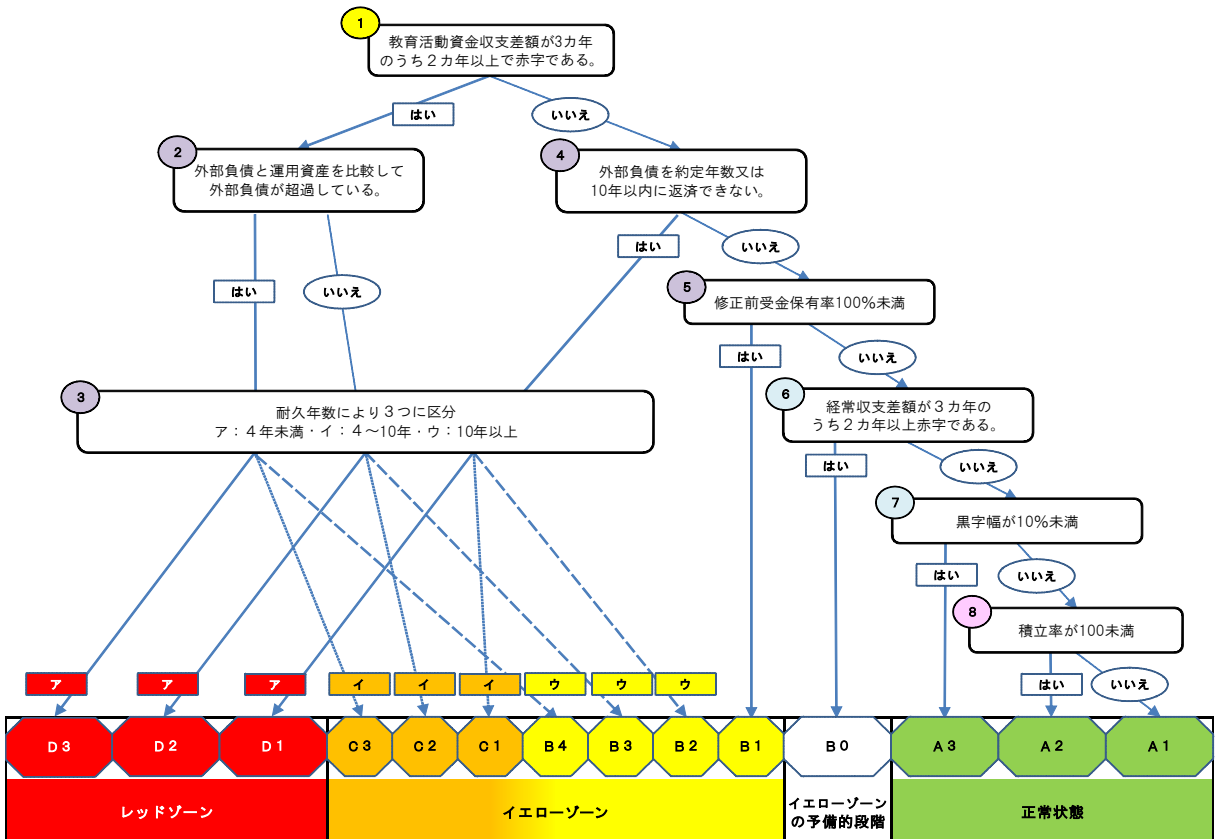 1
教育活動資金収支差額が3カ年
のうち２カ年以上で赤字である。
はい
いいえ
2
外部負債と運用資産を比較して
外部負債が超過している。
4
外部負債を約定年数又は
10年以内に返済できない。
はい
いいえ
はい
いいえ
5
修正前受金保有率100％未満
はい
いいえ
3
耐久年数により３つに区分
ア：４年未満・イ：４～10年・ウ：10年以上
6
経常収支差額が３カ年の
うち２カ年以上赤字である。
はい
いいえ
7
黒字幅が10％未満
はい
いいえ
8
積立率が100未満
はい
いいえ
ア
ア
ア
イ
イ
イ
ウ
ウ
ウ
Ｄ３
Ｄ２
Ｄ１
Ｃ３
Ｃ２
Ｃ１
Ｂ４
Ｂ３
Ｂ２
Ｂ１
Ｂ０
Ａ３
Ａ２
Ａ１
レッドゾーン
イエローゾーン
イエローゾーン
の予備的段階
正常状態